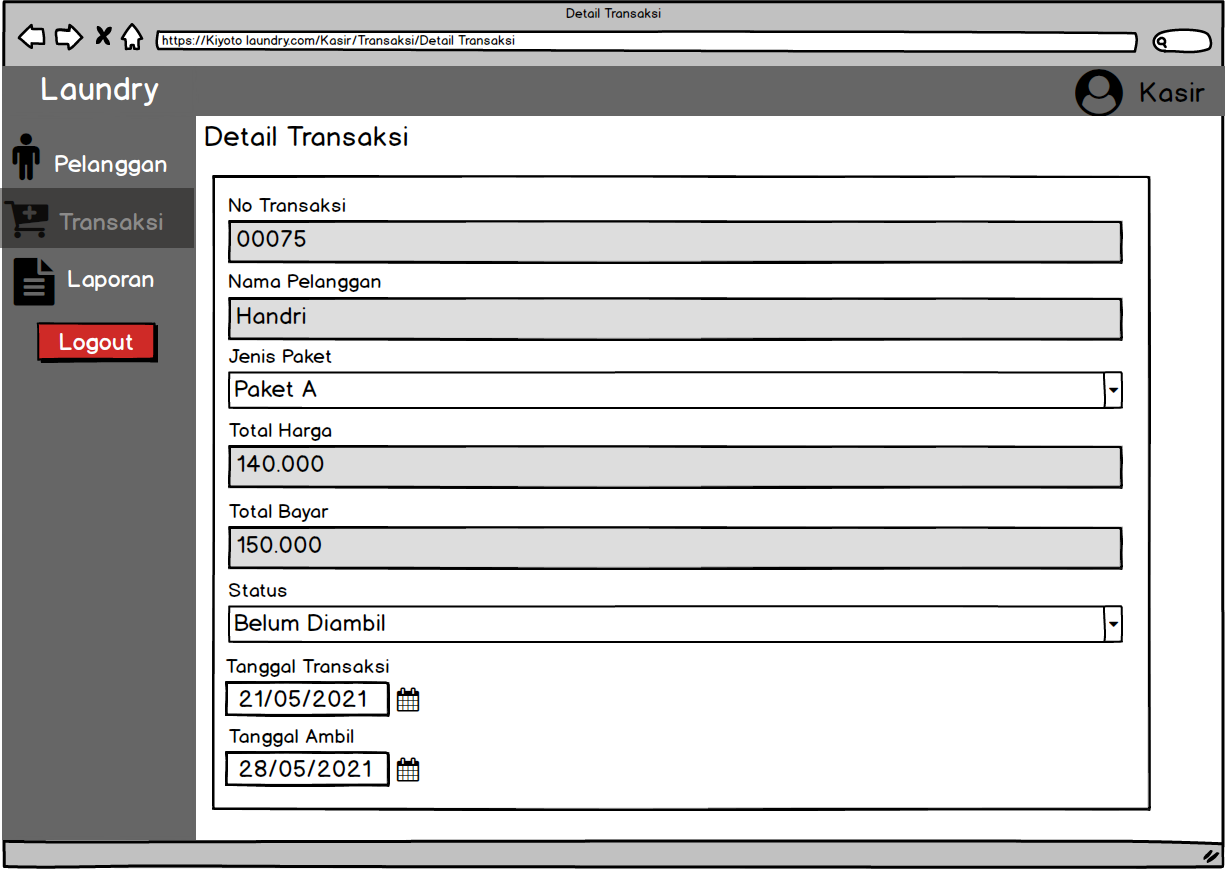 Detail Transaksi
https://Kiyoto laundry.com/Kasir/Transaksi/Detail Transaksi
Laundry
Kasir
Pelanggan
Transaksi
Laporan
Logout
Detail Transaksi
No Transaksi
00075
Nama Pelanggan
Handri
Jenis Paket
Paket A
Total Harga
140.000
Total Bayar
150.000
Status
Belum Diambil
Tanggal Transaksi
21/05/2021
Tanggal Ambil
28/05/2021